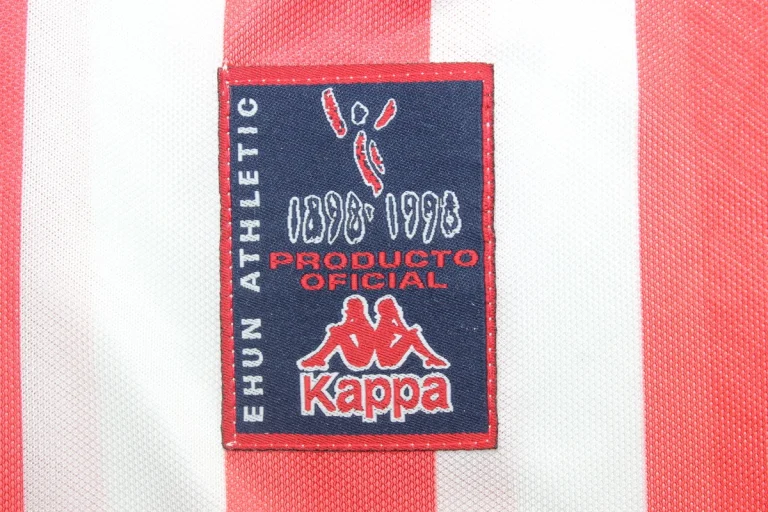 EHUN ATHLETIC
1898·1998
PRODUCTO
OFICIAL
Kappa